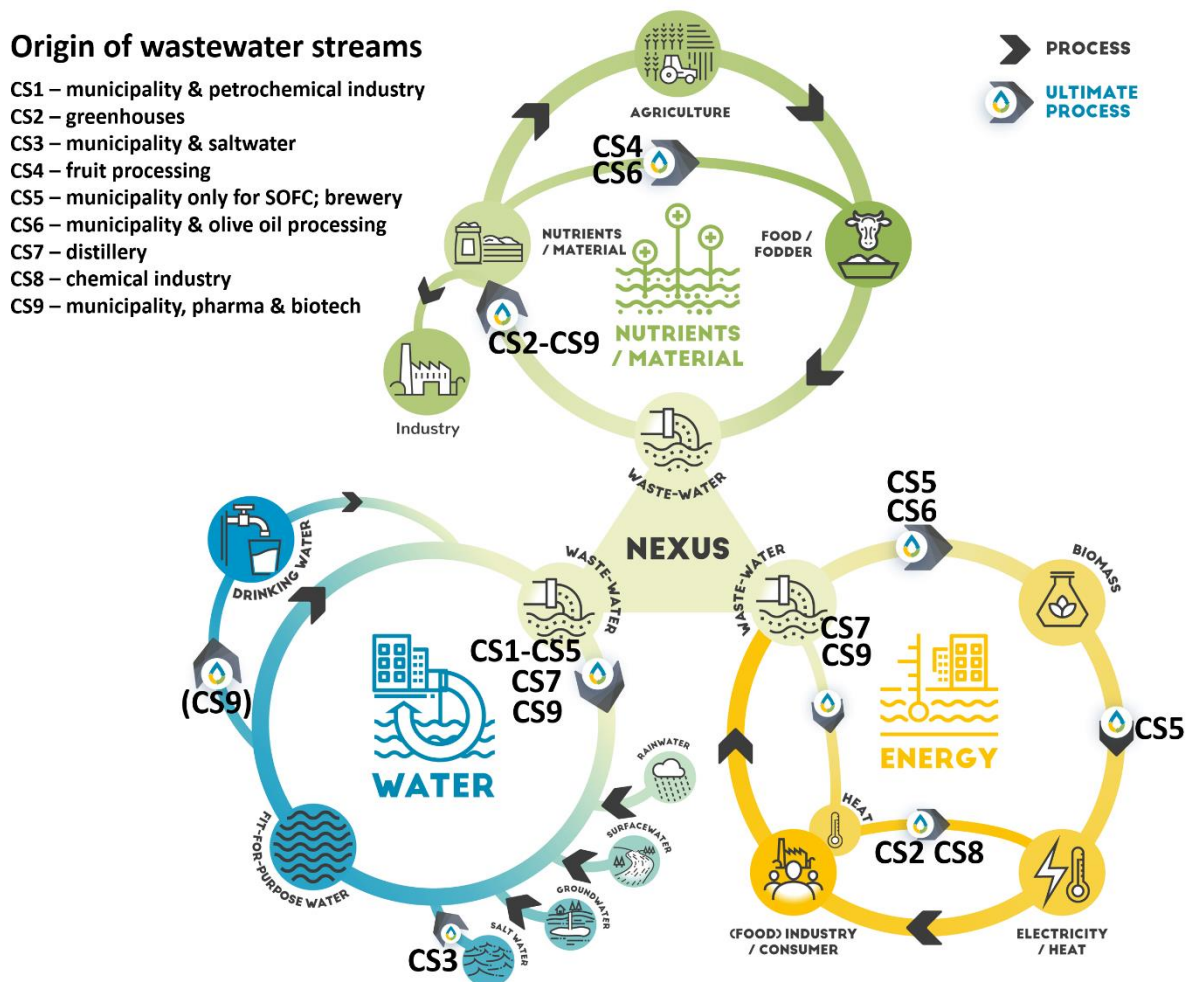 Origin of wastewater streams
CS1 – municipality & petrochemical industry
CS2 – greenhouses
CS3 – municipality & saltwater
CS4 – fruit processing
CS5 – municipality only for SOFC; brewery
CS6 – municipality & olive oil processing
CS7 – distillery
CS8 – chemical industry
CS9 – municipality, pharma & biotech
PROCESS
ULTIMATE
PROCESS
AGRICULTURE
CS4
CS6
NUTRIENTS
/ MATERIAL
FOOD /
FODDER
NUTRIENTS
/ MATERIAL
CS2-CS9
Industry
WASTE-WATER
NEXUS
WASTE-WATER
WASTE-WATER
DRINKING WATER
(CS9)
CS1-CS5
CS7
CS9
WATER
FIT-FOR-PURPOSE WATER
RAINWATER
SURFACEWATER
GROUNDWATER
SALT WATER
CS3
CS5
CS6
BIOMASS
CS7
CS9
CS5
ENERGY
HEAT
CS2 CS8
(FOOD) INDUSTRY
/ CONSUMER
ELECTRICITY
/ HEAT